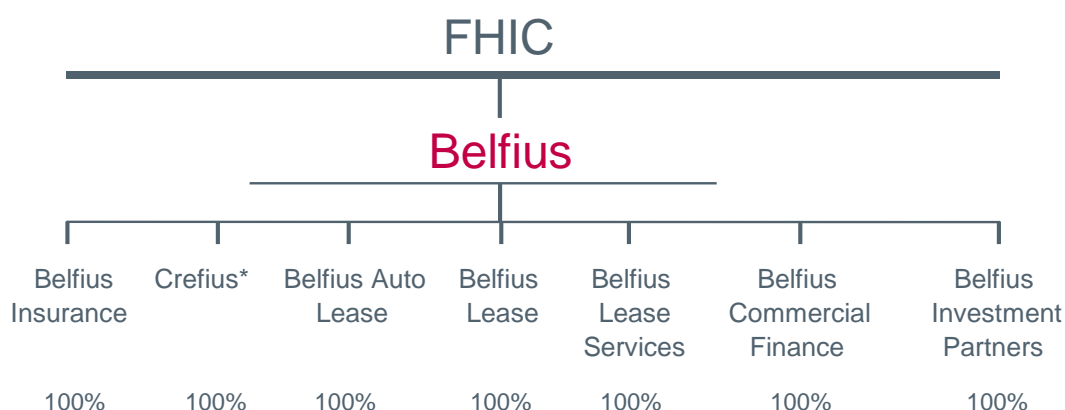 FHIC
Belfius
Belfius
Insurance
Crefius*
Belfius Auto
Lease
Belfius
Lease
Belfius
Lease
Services
Belfius
Commercial
Finance
Belfius
Investment
Partners
100% 100% 100% 100% 100% 100% 100%